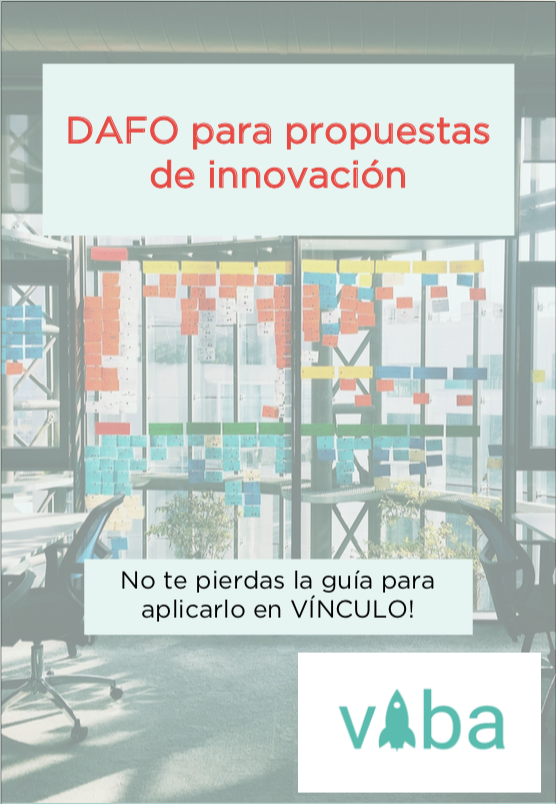 DAFO para propuestas
de innovación
No te pierdas la guía para
aplicarlo en VÍNCULO!
vaba